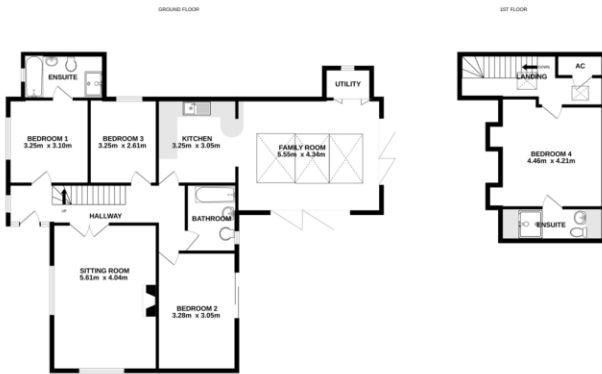 GROUND FLOOR
1ST FLOOR
ENSUITE
UTILITY
BEDROOM 1
3.25m x 3.10m
BEDROOM 3
3.25m x 2.61m
KITCHEN
3.25m x 3.05m
FAMILY ROOM
5.55m x 4.34m
UP
HALLWAY
BATHROOM
SITTING ROOM
5.61m x 4.04m
BEDROOM 2
3.28m x 3.05m
DOWN
LANDING
AC
BEDROOM 4
4.46m x 4.21m
ENSUITE